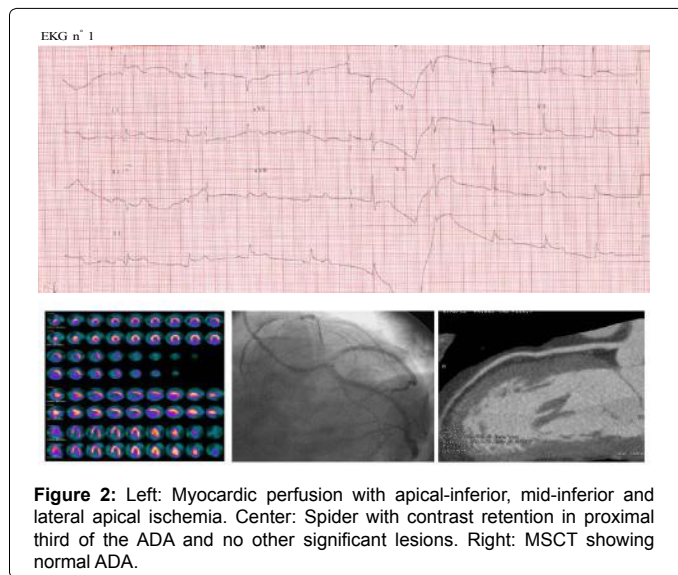 EKG n° 1
Figure 2: Left: Myocardic perfusion with apical-inferior, mid-inferior and
lateral apical ischemia. Center: Spider with contrast retention in proximal
third of the ADA and no other significant lesions. Right: MSCT showing
normal ADA.